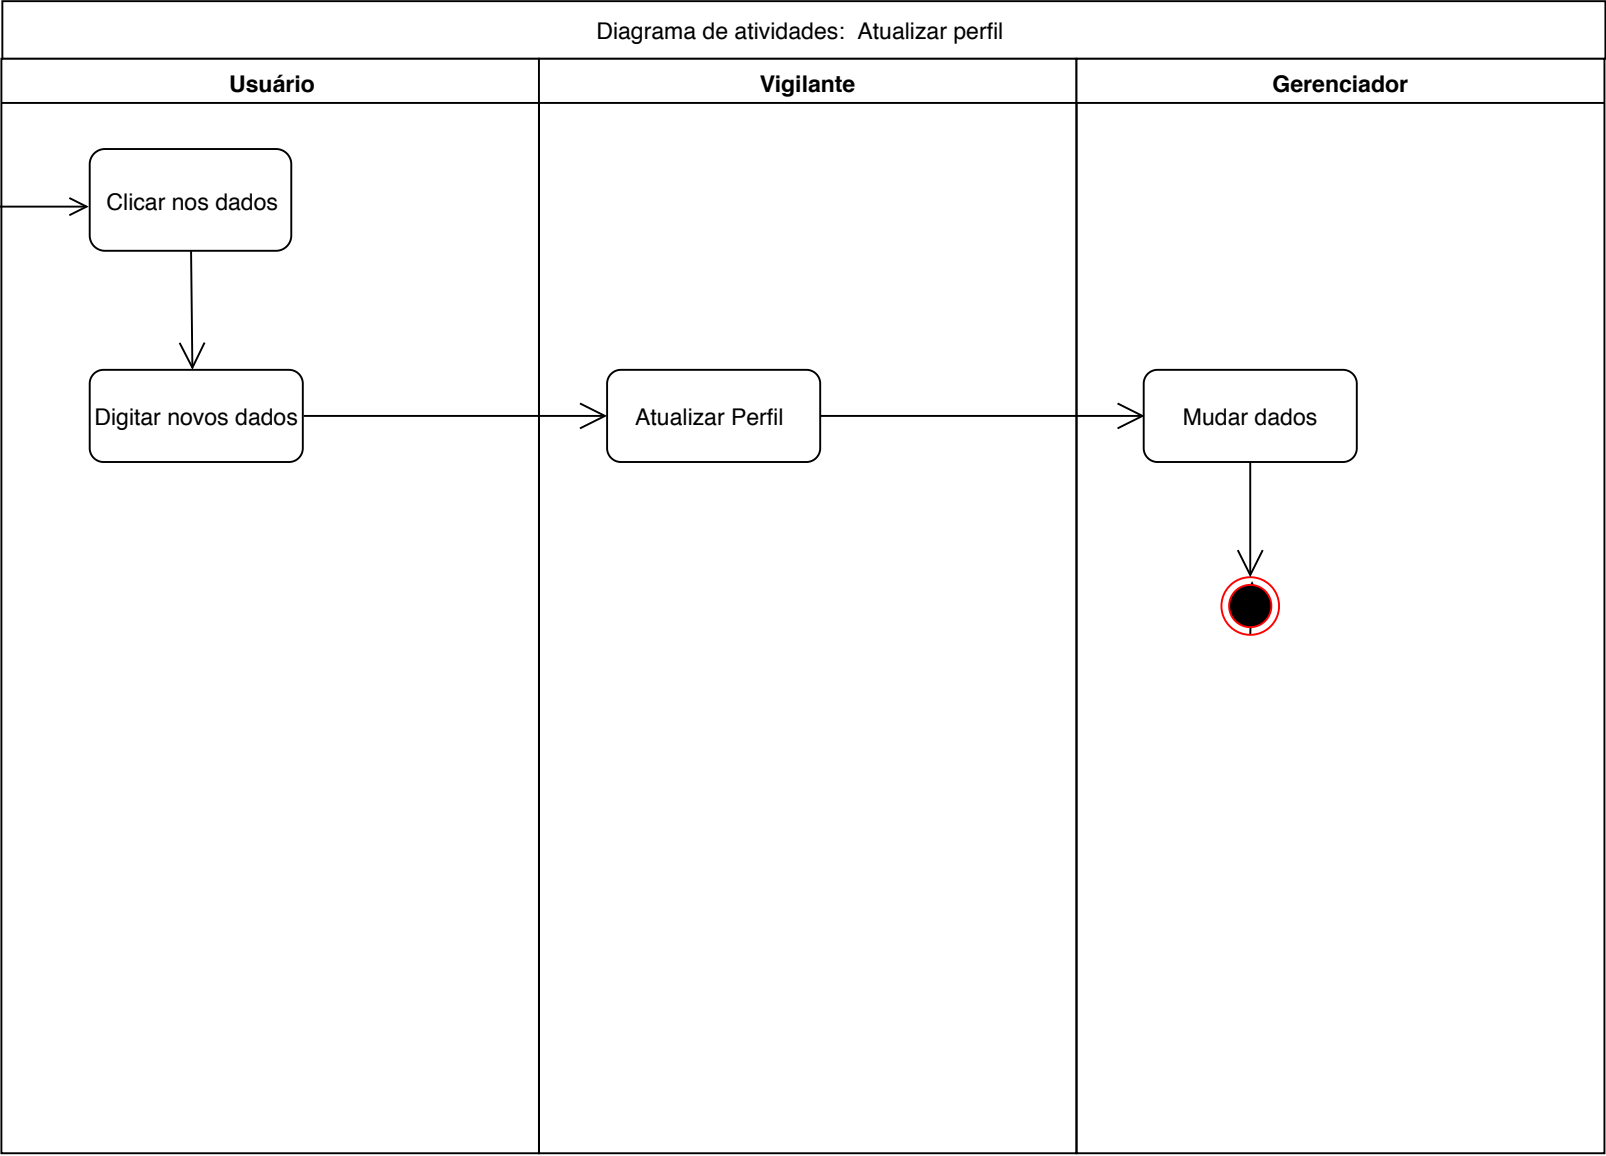 Diagrama de atividades:  Atualizar perfil
Usuário
Vigilante
Gerenciador
Clicar nos dados
Digitar novos dados
Atualizar Perfil
Mudar dados